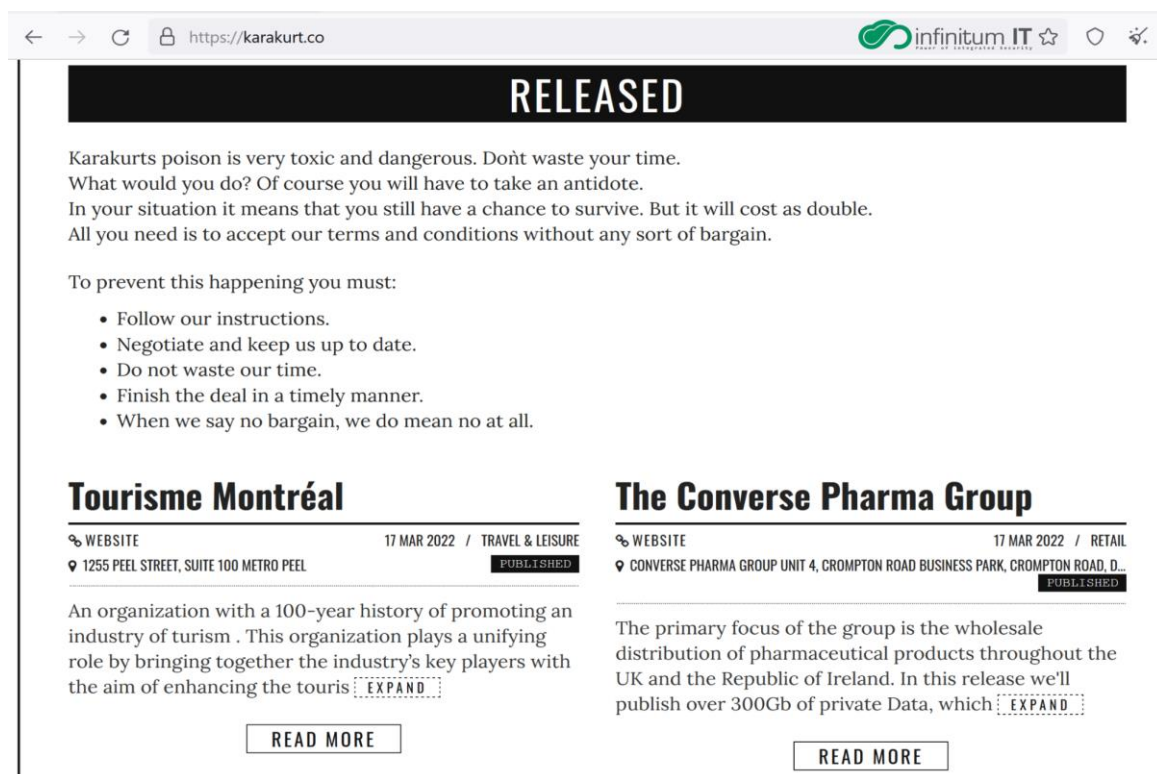 https://karakurt.co
infinitum IT
Power of Integrated Security
RELEASED
Karakurts poison is very toxic and dangerous. Doǹt waste your time.
What would you do? Of course you will have to take an antidote.
In your situation it means that you still have a chance to survive. But it will cost as double.
All you need is to accept our terms and conditions without any sort of bargain.
To prevent this happening you must:
• Follow our instructions.
• Negotiate and keep us up to date.
• Do not waste our time.
• Finish the deal in a timely manner.
• When we say no bargain, we do mean no at all.
Tourisme Montréal
WEBSITE 17 MAR 2022 / TRAVEL & LEISURE
1255 PEEL STREET, SUITE 100 METRO PEEL PUBLISHED
An organization with a 100-year history of promoting an
industry of turism . This organization plays a unifying
role by bringing together the industry's key players with
the aim of enhancing the touris EXPAND
READ MORE
The Converse Pharma Group
WEBSITE 17 MAR 2022 / RETAIL
CONVERSE PHARMA GROUP UNIT 4, CROMPTON ROAD BUSINESS PARK, CROMPTON ROAD, D...
PUBLISHED
The primary focus of the group is the wholesale
distribution of pharmaceutical products throughout the
UK and the Republic of Ireland. In this release we'll
publish over 300Gb of private Data, which EXPAND
READ MORE